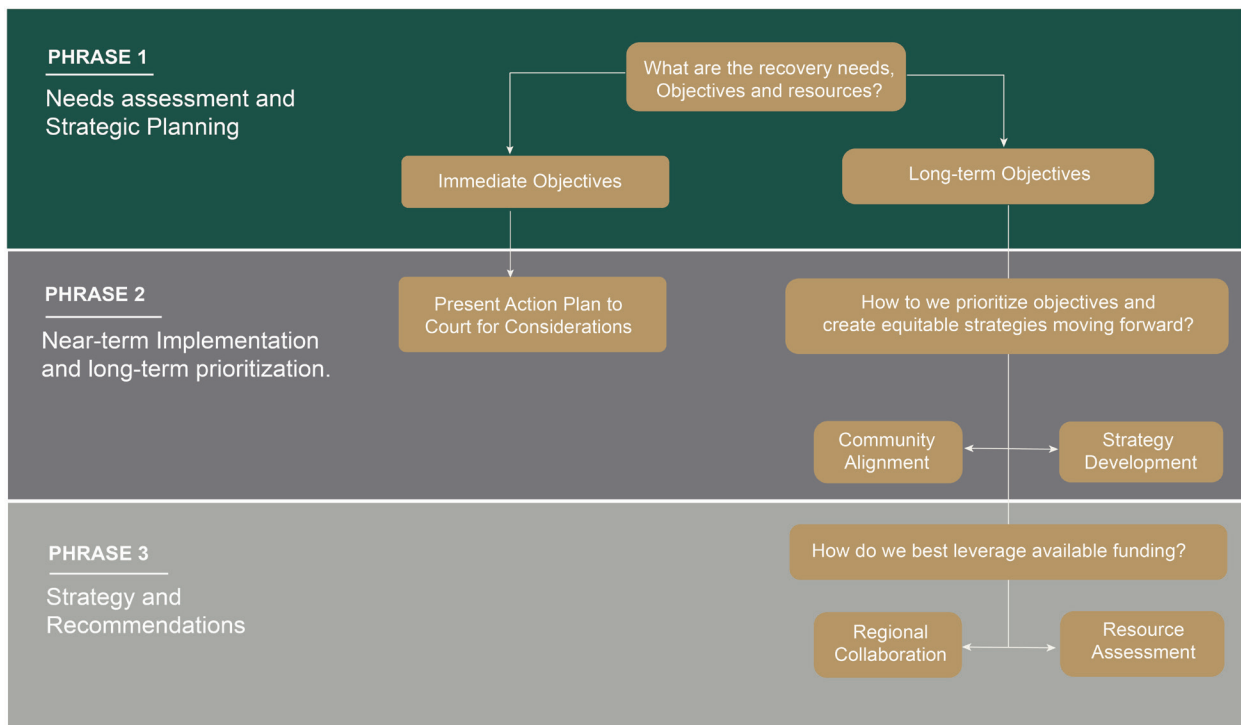 PHRASE 1
Needs assessment and
Strategic Planning
What are the recovery needs,
Objectives and resources?
Immediate Objectives
Long-term Objectives
PHRASE 2
Near-term Implementation
and long-term prioritization.
Present Action Plan to
Court for Considerations
How to we prioritize objectives and
create equitable strategies moving forward?
Community
Alignment
Strategy
Development
PHRASE 3
Strategy and
Recommendations
How do we best leverage available funding?
Regional
Collaboration
Resource
Assessment